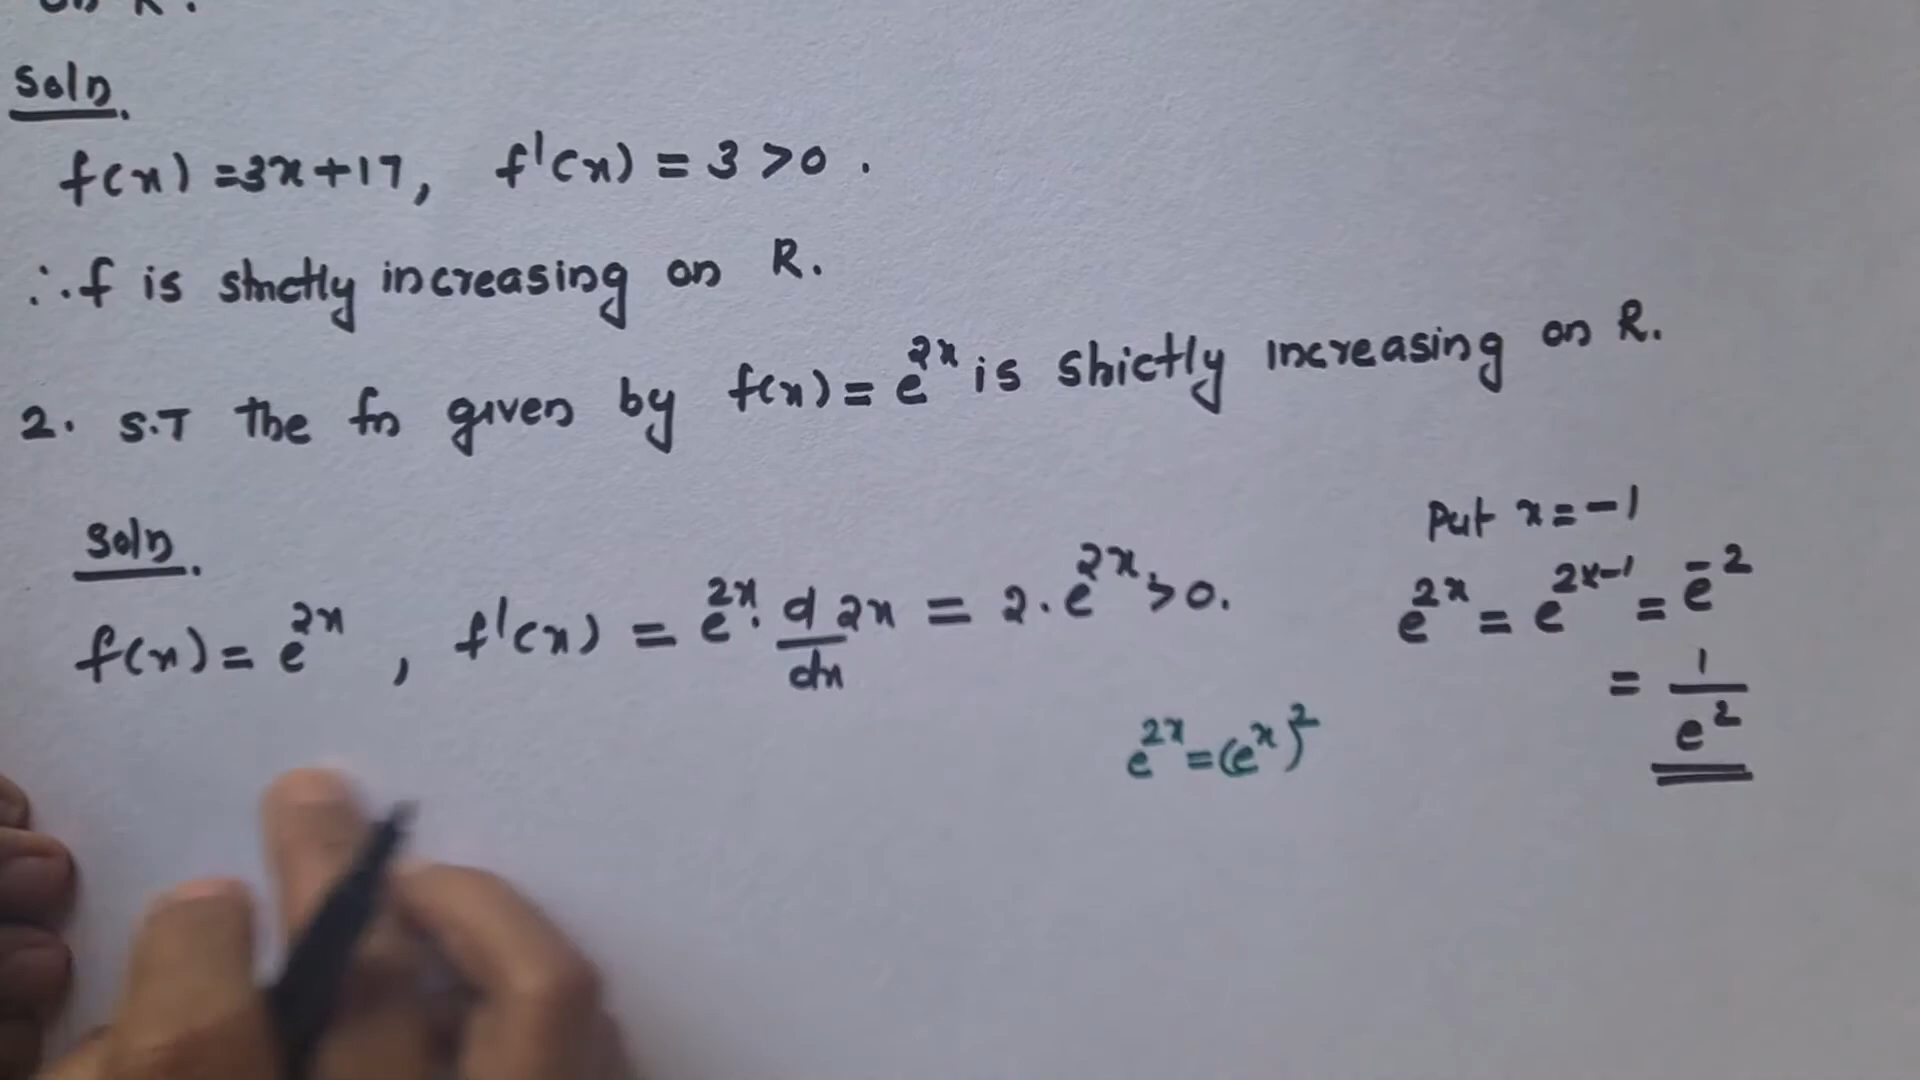 on R.
Soln.
f(x) = 3x+17, f'(x) = 3 > 0.
∴ f is strictly increasing on R.
2. S.T the fn given by f(x) = e^{2x} is strictly increasing on R.
Soln.
f(x) = e^{2x}, f'(x) = e^{2x}. d/dx 2x = 2. e^{2x} > 0.
Put x = -1
e^{2x} = e^{2x-1} = e^{-2}
= 1/e^2
e^{2x} = (e^x)^2